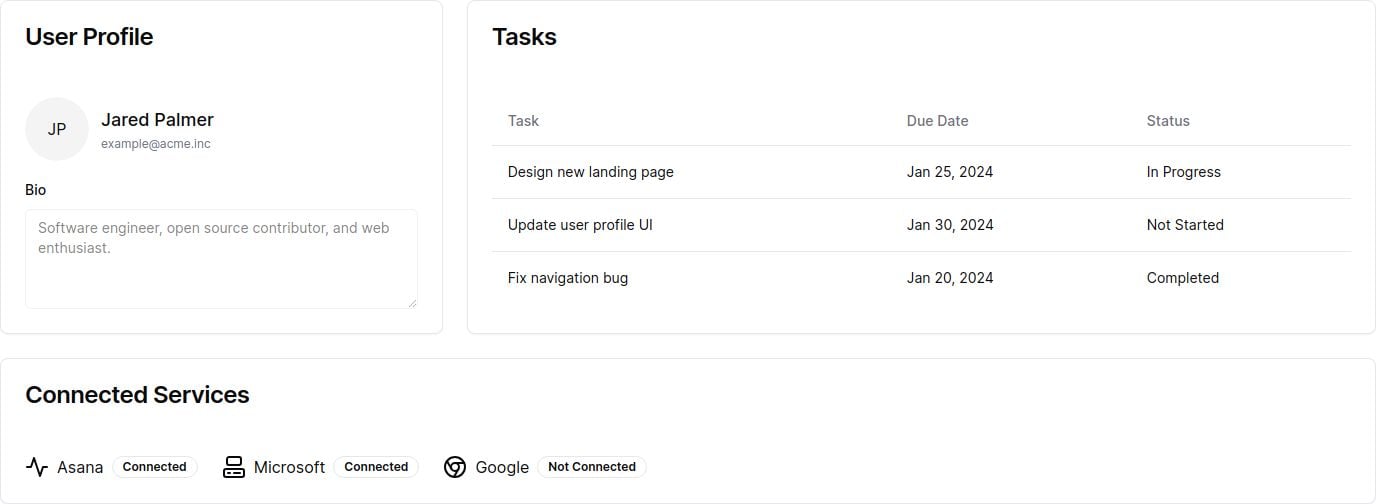 User Profile
JP
Jared Palmer
example@acme.inc
Bio
Software engineer, open source contributor, and web
enthusiast.
Tasks
Task Due Date Status
Design new landing page Jan 25, 2024 In Progress
Update user profile UI Jan 30, 2024 Not Started
Fix navigation bug Jan 20, 2024 Completed
Connected Services
Asana Connected Microsoft Connected Google Not Connected